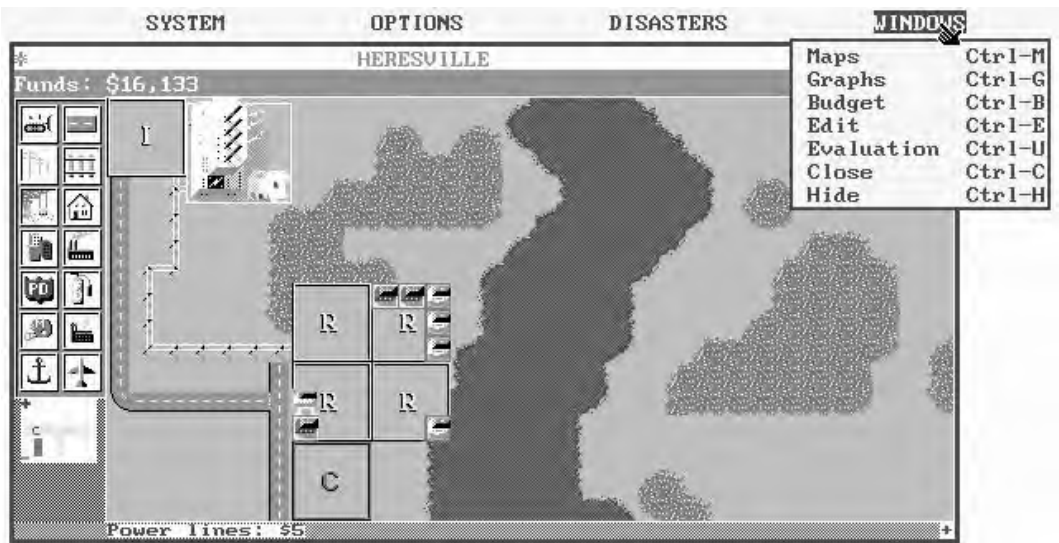 SYSTEM OPTIONS DISASTERS WINDOWS
HERESVILLE
Funds: $16,133
Maps Ctrl-M
Graphs Ctrl-G
Budget Ctrl-B
Edit Ctrl-E
Evaluation Ctrl-U
Close Ctrl-C
Hide Ctrl-H
I
PD
R R
R R
C
C
Power lines: $5